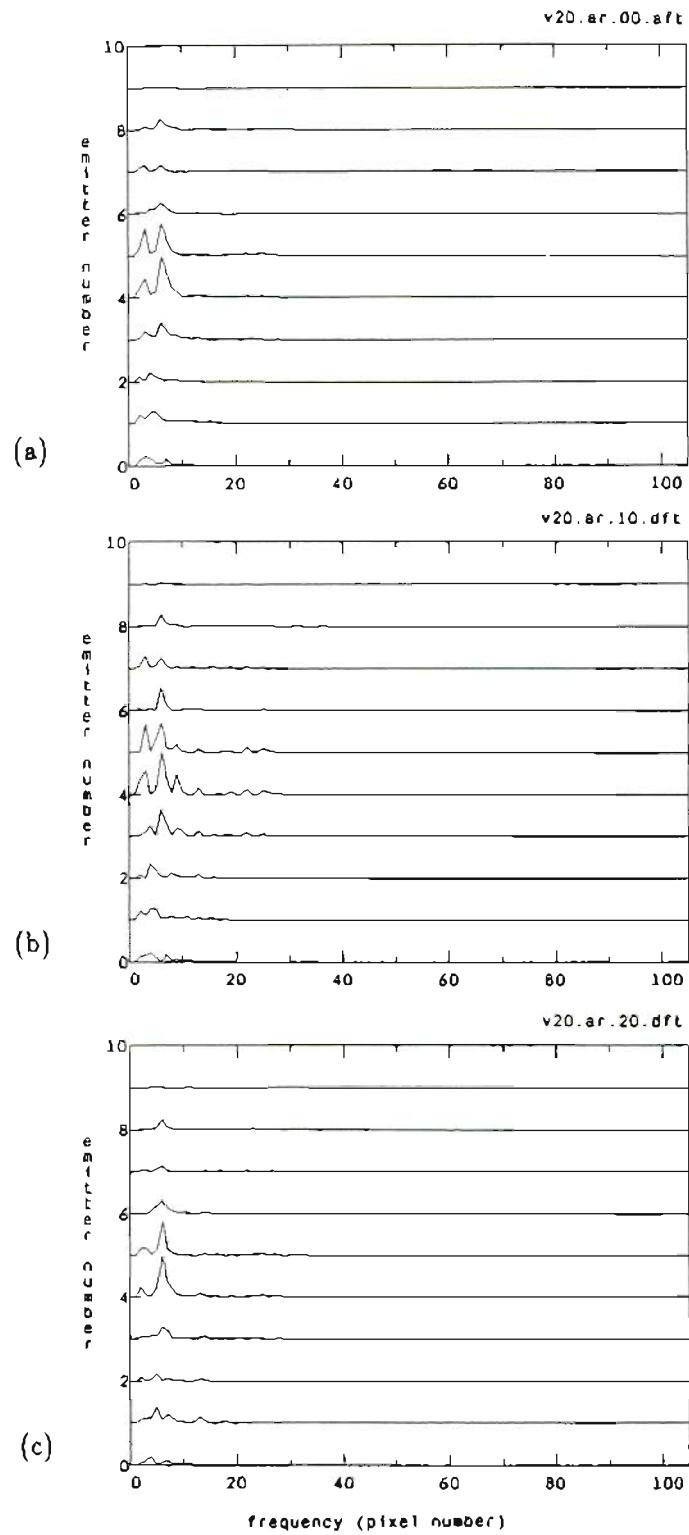 v20.ar.00.aft
10
8
6
4
2
0
emitter number
(a)
0 20 40 60 80 100
v20.ar.10.dft
10
8
6
4
2
0
emitter number
(b)
0 20 40 60 80 100
v20.ar.20.dft
10
8
6
4
2
0
emitter number
(c)
0 20 40 60 80 100
frequency (pixel number)